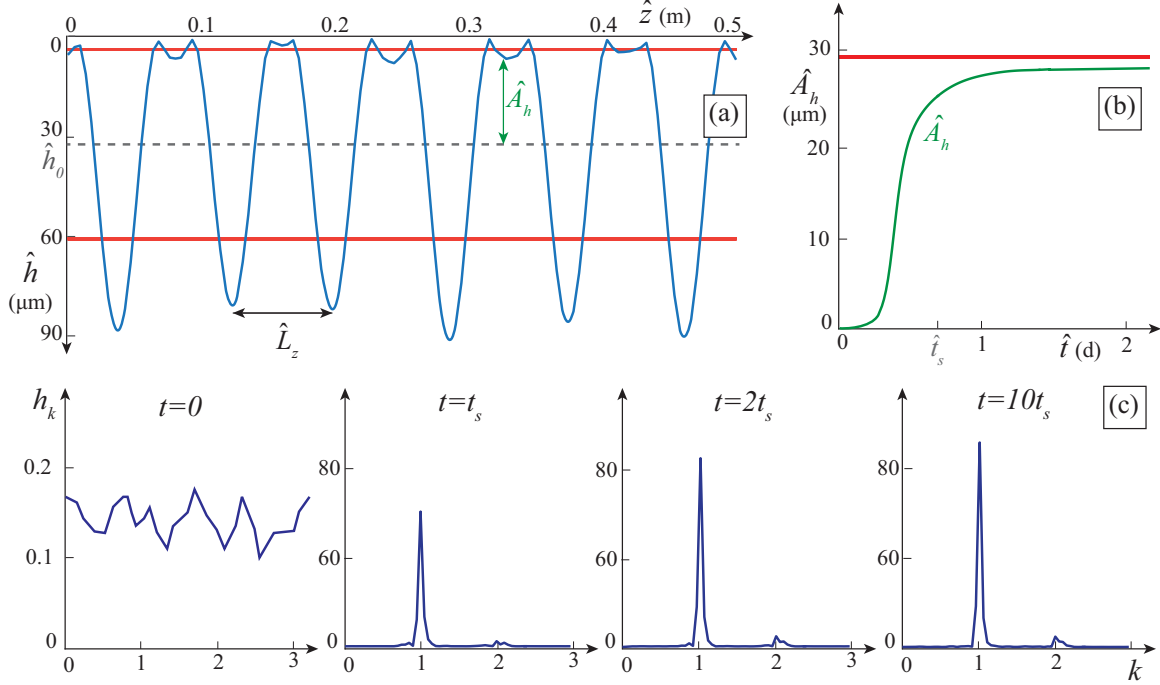 0 0.1 0.2 0.3 ẑ (m) 0.4 0.5
0
30
ĥ₀
60
ĥ
(μm)
90
Â_h
L̂_z
(a)
30
Â_h
(μm)
20
10
0
Â_h
(b)
0 t̂_s 1 t̂ (d) 2
h_k
t=0
0.2
0.1
0
0 1 2 3
t=t_s
80
60
0
0 1 2 3
t=2t_s
80
60
0
0 1 2 3
t=10t_s
(c)
80
60
0
0 1 2 3 k